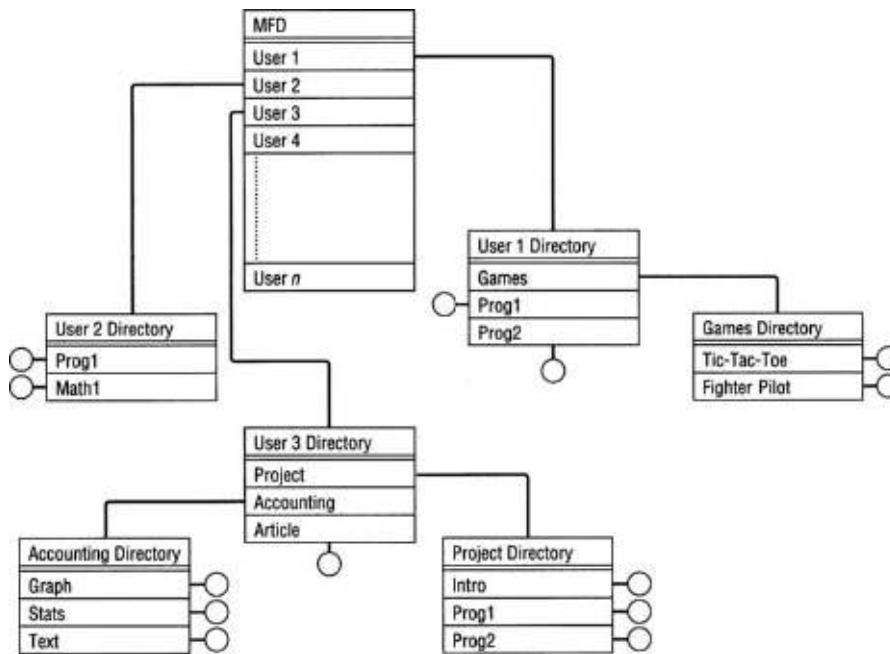 MFD
User 1
User 2
User 3
User 4
User n
User 1 Directory
Games
Prog1
Prog2
User 2 Directory
Prog1
Math1
Games Directory
Tic-Tac-Toe
Fighter Pilot
User 3 Directory
Project
Accounting
Article
Accounting Directory
Graph
Stats
Text
Project Directory
Intro
Prog1
Prog2